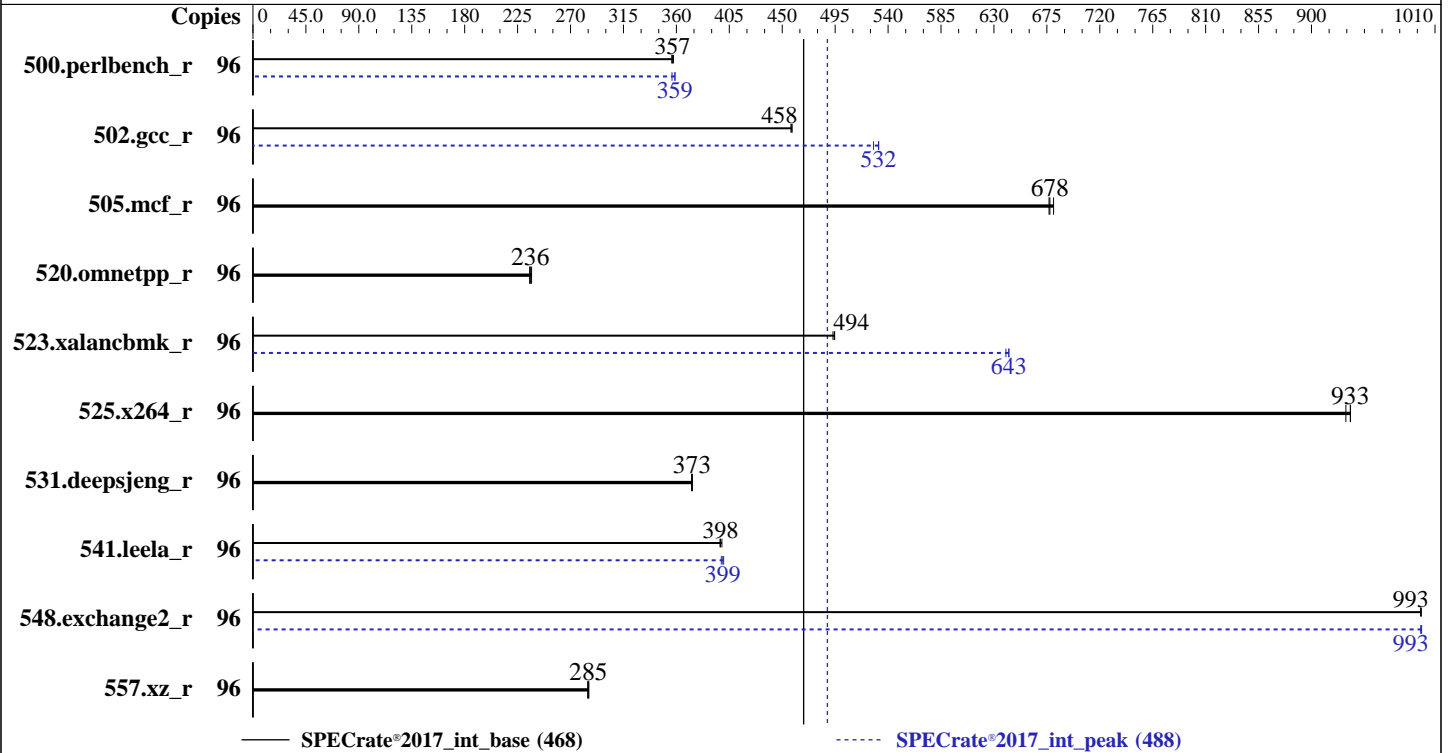 Copies 0 45.0 90.0 135 180 225 270 315 360 405 450 495 540 585 630 675 720 765 810 855 900 1010
357
500.perlbench_r 96
359
458
502.gcc_r 96
532
678
505.mcf_r 96
236
520.omnetpp_r 96
494
523.xalancbmk_r 96
643
933
525.x264_r 96
373
531.deepsjeng_r 96
398
541.leela_r 96
399
993
548.exchange2_r 96
993
285
557.xz_r 96
SPECrate®2017_int_base (468) SPECrate®2017_int_peak (488)